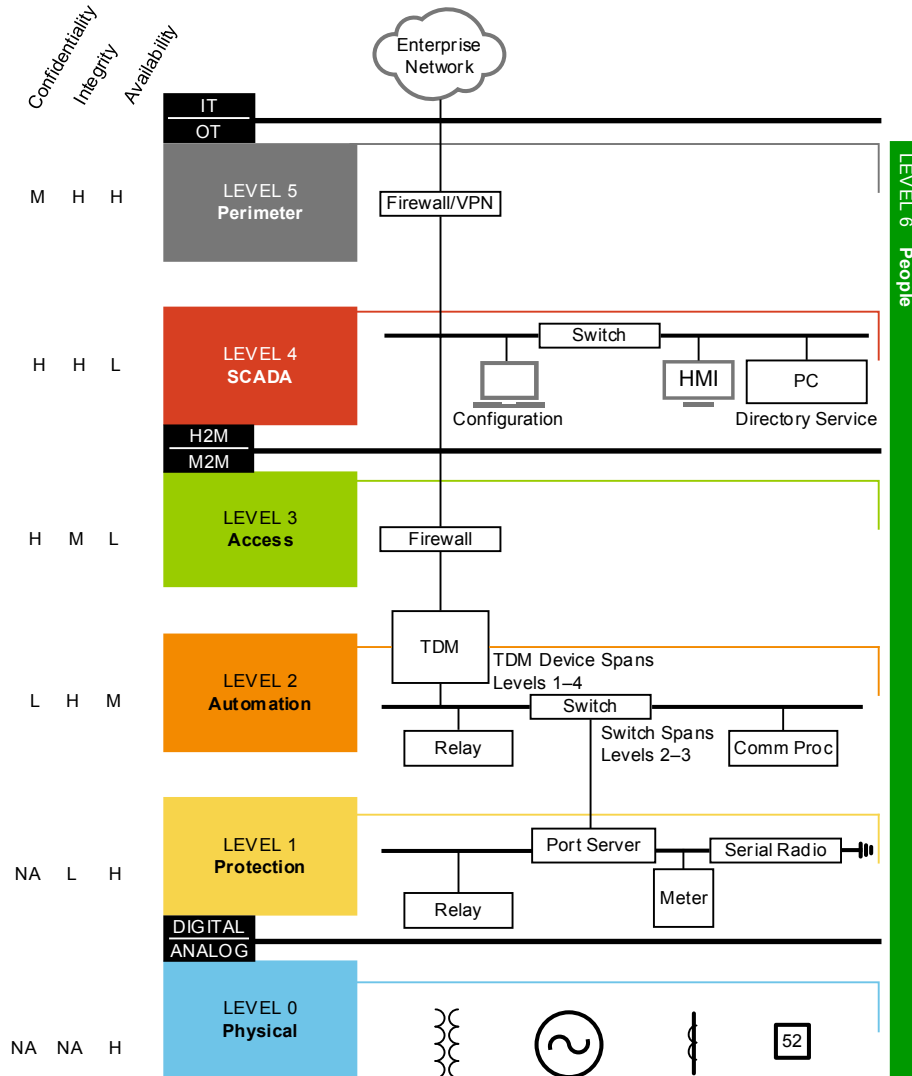 Confidentiality
Integrity
Availability
Enterprise
Network
IT
OT
LEVEL 5
Perimeter
M H H
Firewall/VPN
LEVEL 6 People
LEVEL 4
SCADA
H H L
Switch
HMI
PC
Configuration
Directory Service
H2M
M2M
LEVEL 3
Access
H M L
Firewall
LEVEL 2
Automation
L H M
TDM
TDM Device Spans
Levels 1–4
Switch
Switch Spans
Levels 2–3
Relay
Comm Proc
LEVEL 1
Protection
NA L H
Port Server
Serial Radio
Relay
Meter
DIGITAL
ANALOG
LEVEL 0
Physical
NA NA H
52